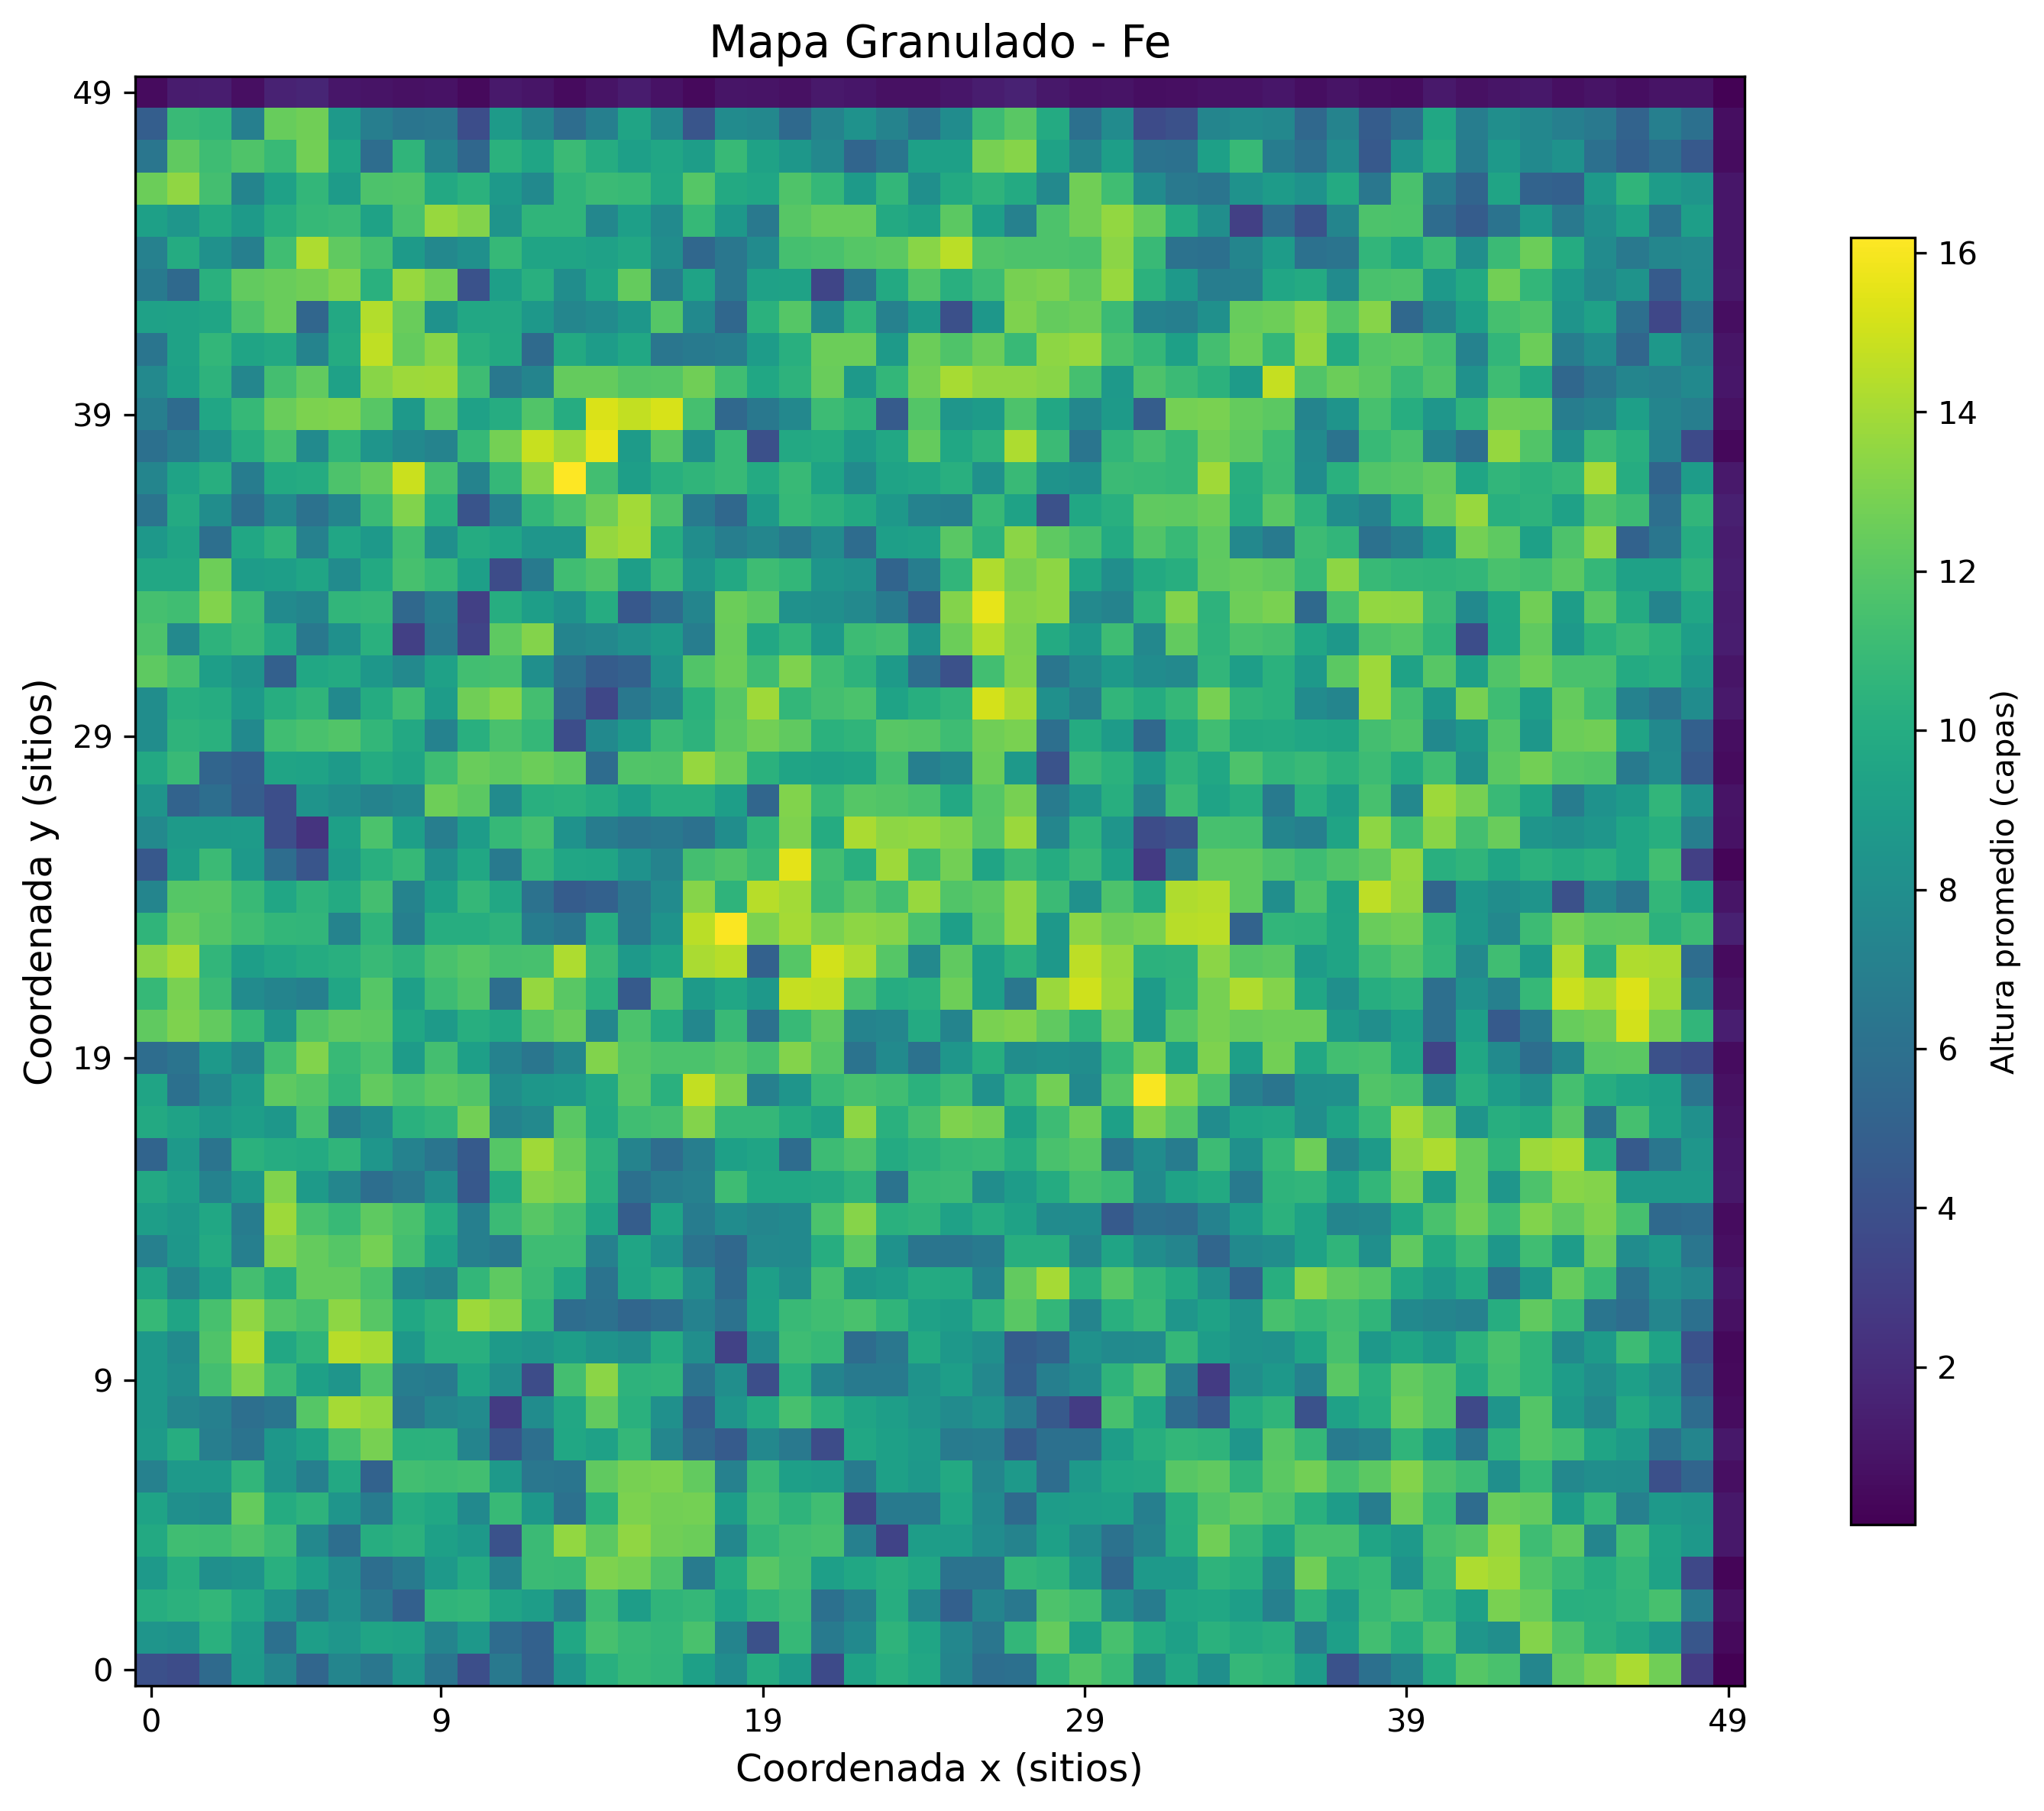 Mapa Granulado - Fe
49
39
29
19
9
0
Coordenada y (sitios)
0 9 19 29 39 49
Coordenada x (sitios)
16
14
12
10
8
6
4
2
Altura promedio (capas)